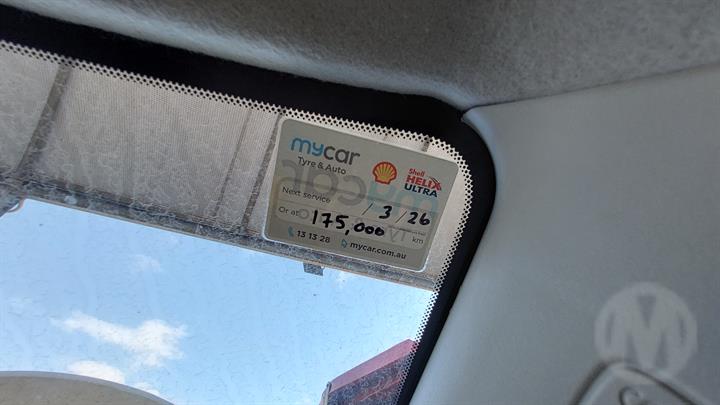 mycar
Tyre & Auto
Shell
HELIX
ULTRA
Next service / 3 / 26
Or at 175,000 km
13 13 28 mycar.com.au
M